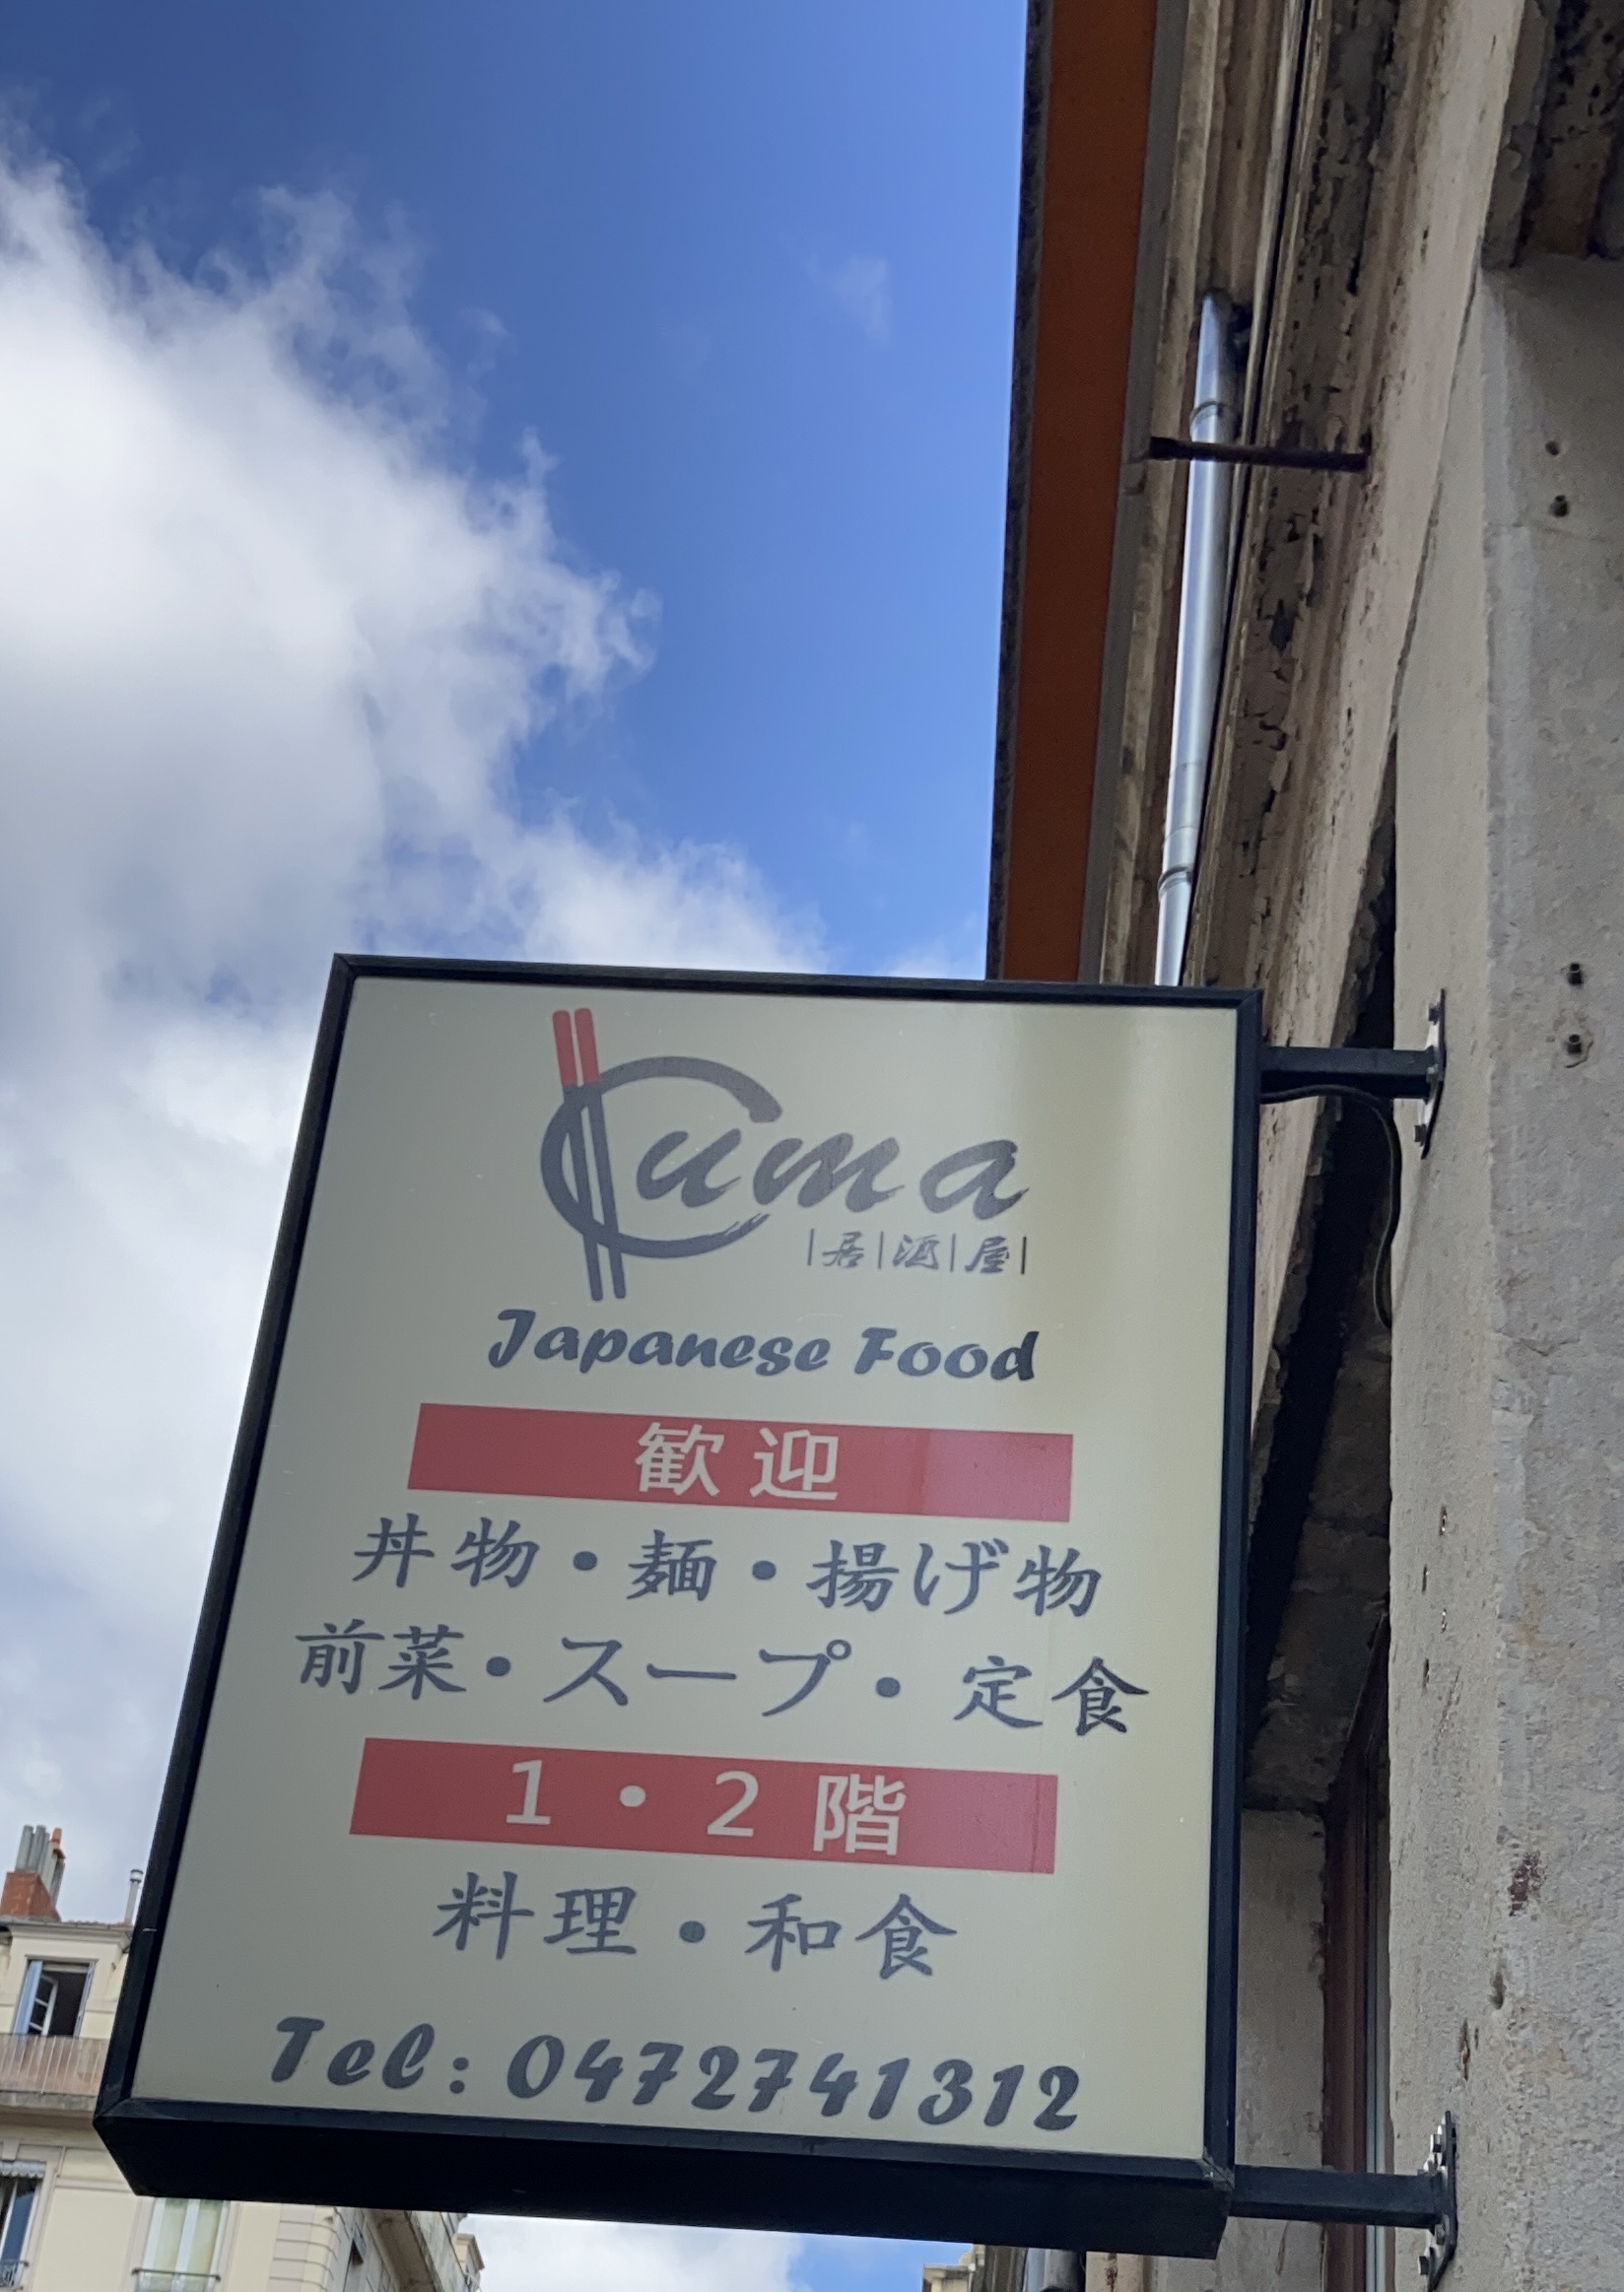 Cuma
|居|酒|屋|
Japanese Food
歓迎
丼物・麺・揚げ物
前菜・スープ・定食
1・2階
料理・和食
Tel: 0472741312